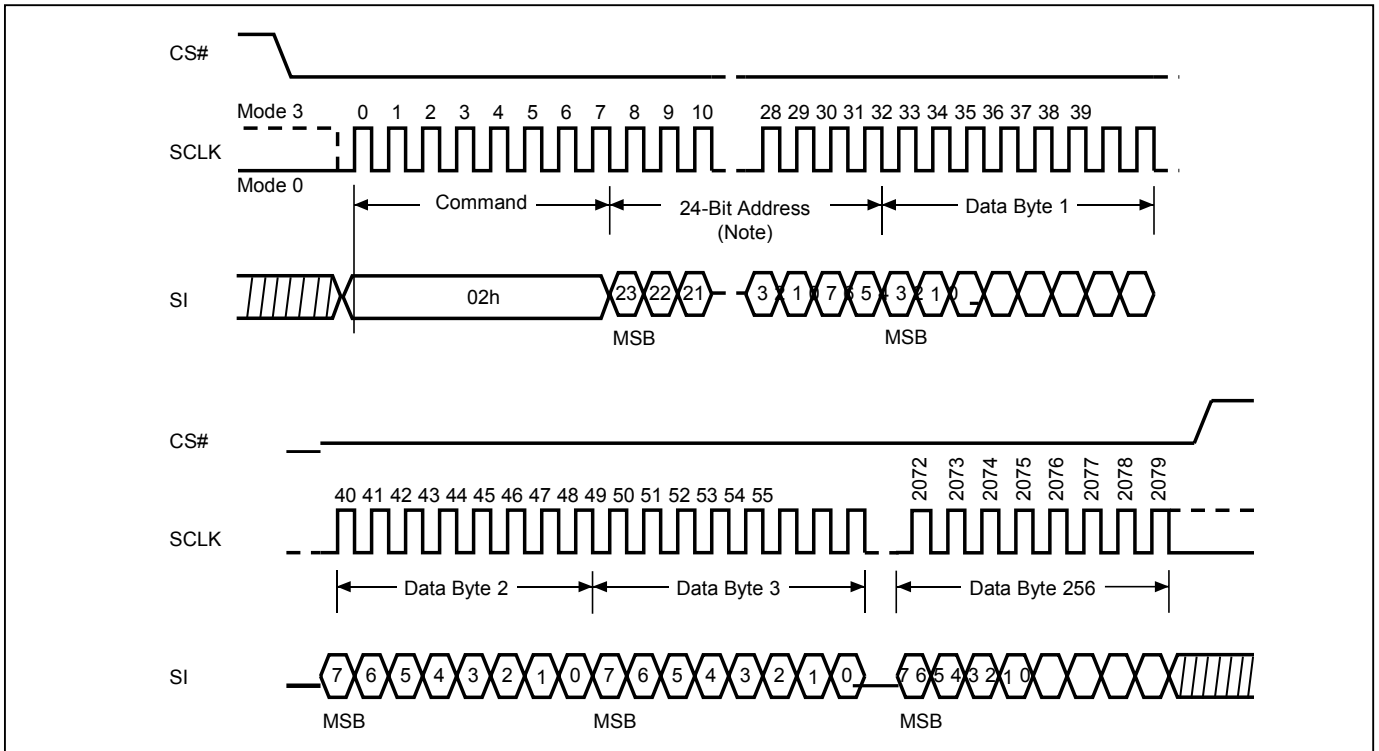 CS#
Mode 3
0 1 2 3 4 5 6 7 8 9 10 28 29 30 31 32 33 34 35 36 37 38 39
SCLK
Mode 0
Command
24-Bit Address
(Note)
Data Byte 1
SI
02h
23 22 21 3 2 1 0 7 6 5 4 3 2 1 0
MSB MSB
CS#
2072 2073 2074 2075 2076 2077 2078 2079
40 41 42 43 44 45 46 47 48 49 50 51 52 53 54 55
SCLK
Data Byte 2 Data Byte 3 Data Byte 256
SI
7 6 5 4 3 2 1 0 7 6 5 4 3 2 1 0 7 6 5 4 3 2 1 0
MSB MSB MSB